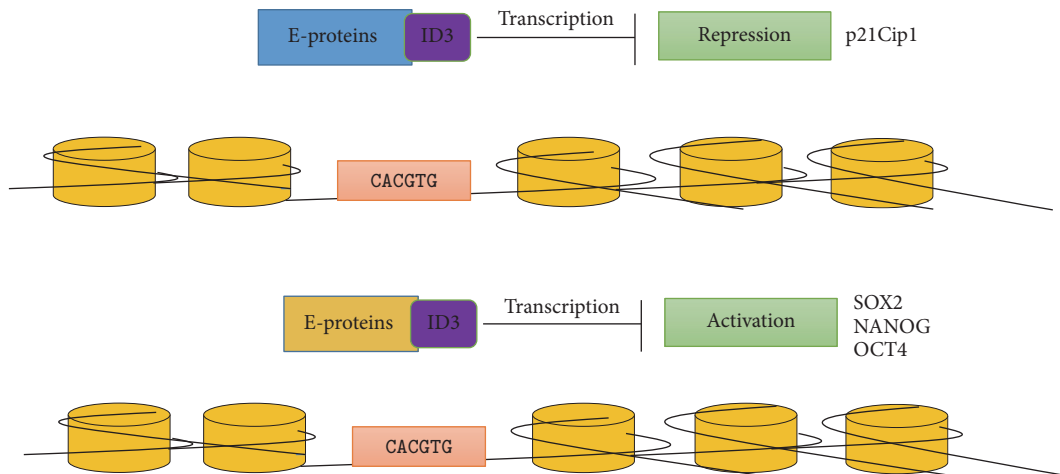 Transcription
E-proteins ID3 Repression p21Cip1
CACGTG
Transcription
E-proteins ID3 Activation
SOX2
NANOG
OCT4
CACGTG